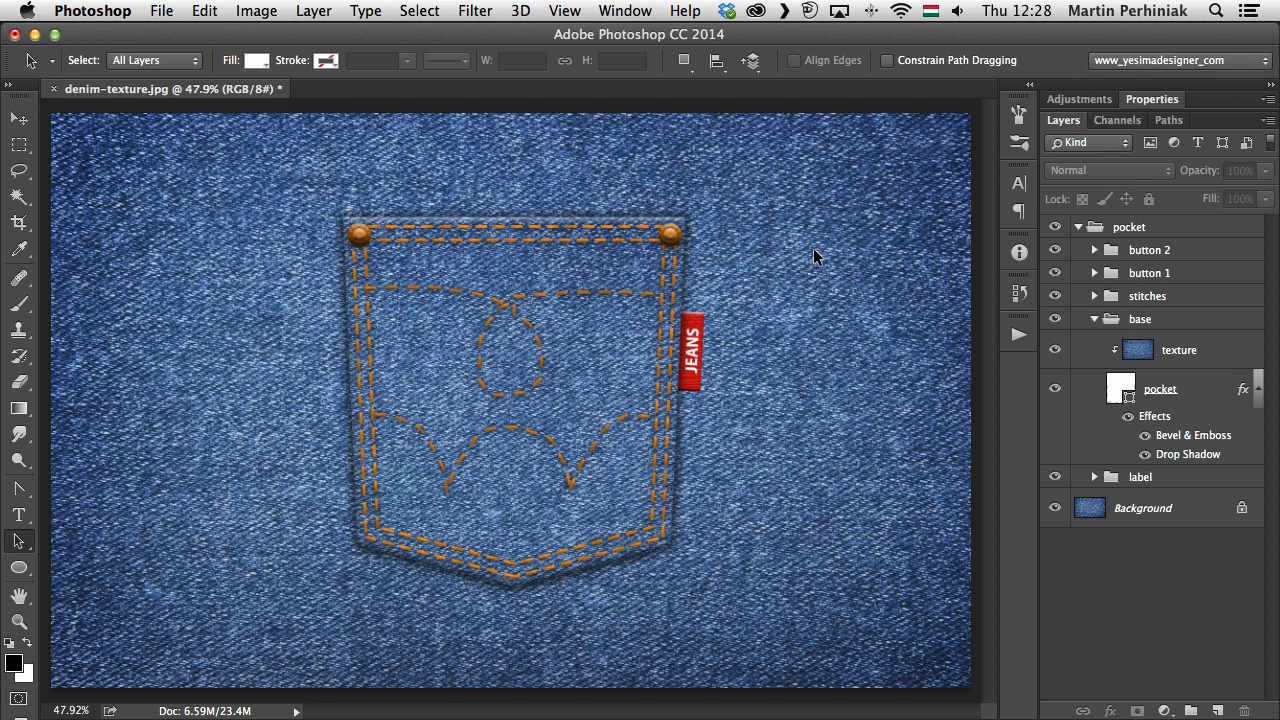 Photoshop File Edit Image Layer Type Select Filter 3D View Window Help Thu 12:28 Martin Perhiniak
Adobe Photoshop CC 2014
Select: All Layers Fill: Stroke: W: H: Align Edges Constrain Path Dragging www_yesimadesigner_com
denim-texture.jpg @ 47.9% (RGB/8#) *
Adjustments Properties
Layers Channels Paths
Kind
Normal Opacity: 100%
Lock: Fill: 100%
pocket
button 2
button 1
stitches
base
texture
pocket fx
Effects
Bevel & Emboss
Drop Shadow
label
Background
JEANS
47.92% Doc: 6.59M/23.4M
fx